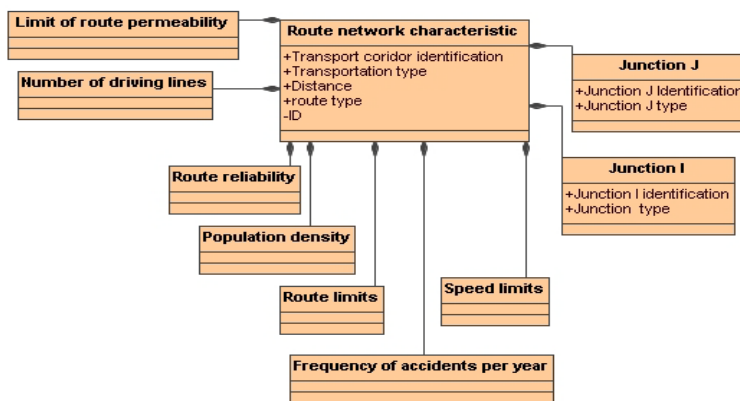 Limit of route permeability
Route network characteristic
+Transport coridor identification
+Transportation type
+Distance
+route type
-ID
Number of driving lines
Junction J
+Junction J Identification
+Junction J type
Junction I
+Junction I identification
+Junction  type
Route reliability
Population density
Route limits
Speed limits
Frequency of accidents per year